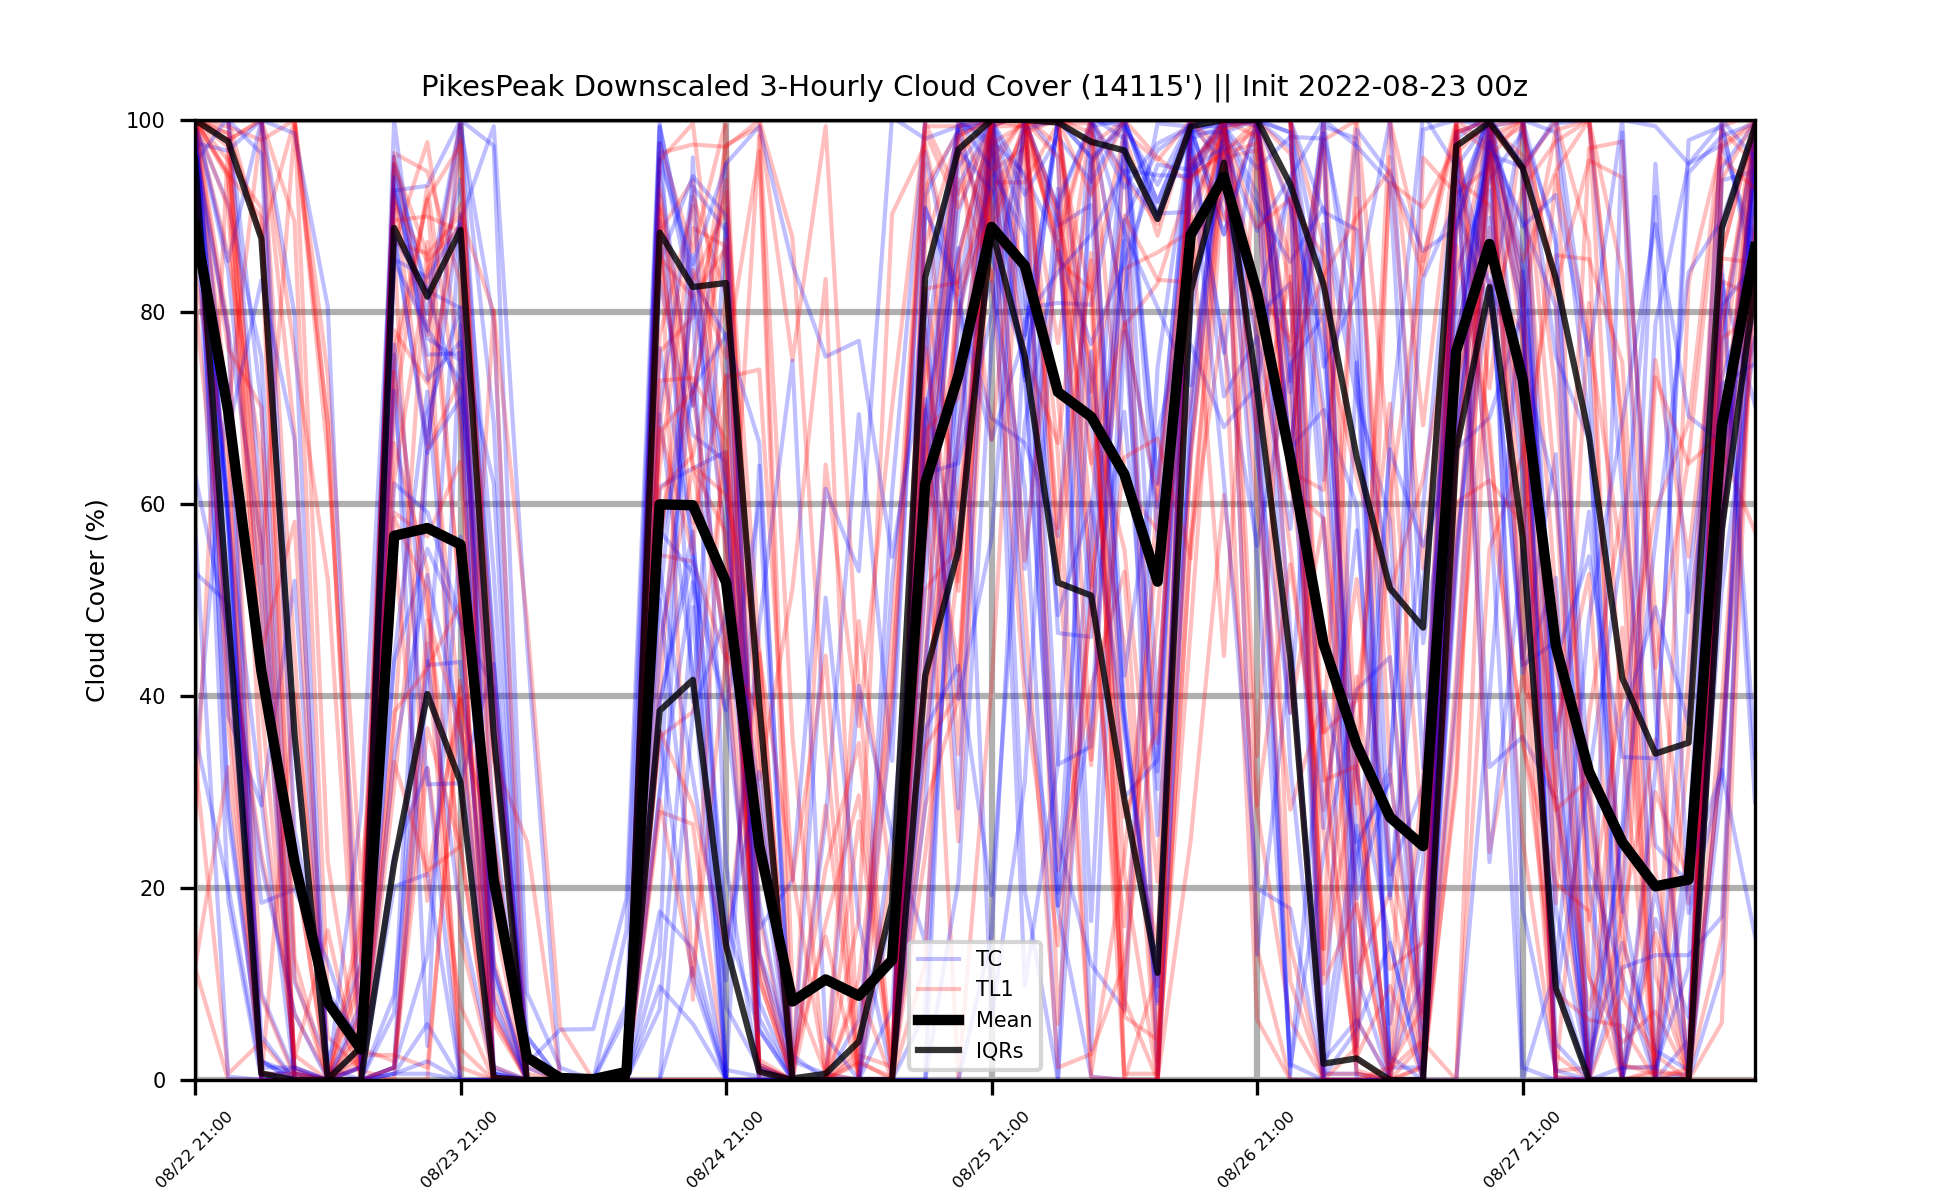 PikesPeak Downscaled 3-Hourly Cloud Cover (14115') || Init 2022-08-23 00z
Cloud Cover (%)
100
80
60
40
20
0
TC
TL1
Mean
IQRs
08/22 21:00
08/23 21:00
08/24 21:00
08/25 21:00
08/26 21:00
08/27 21:00